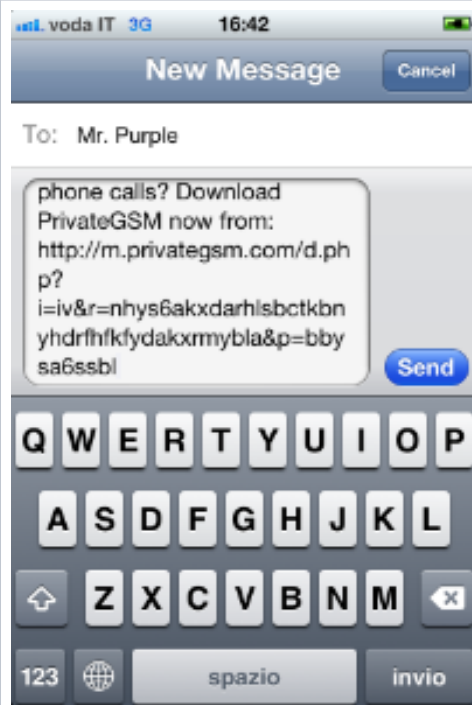 voda IT 3G 16:42
New Message Cancel
To: Mr. Purple
phone calls? Download
PrivateGSM now from:
http://m.privategsm.com/d.ph
p?
i=iv&r=nhys6akxdarhlsbctkbn
yhdrfhfkfydakxrmybla&p=bby
sa6ssbl
Send
Q W E R T Y U I O P
A S D F G H J K L
Z X C V B N M
123 spazio invio